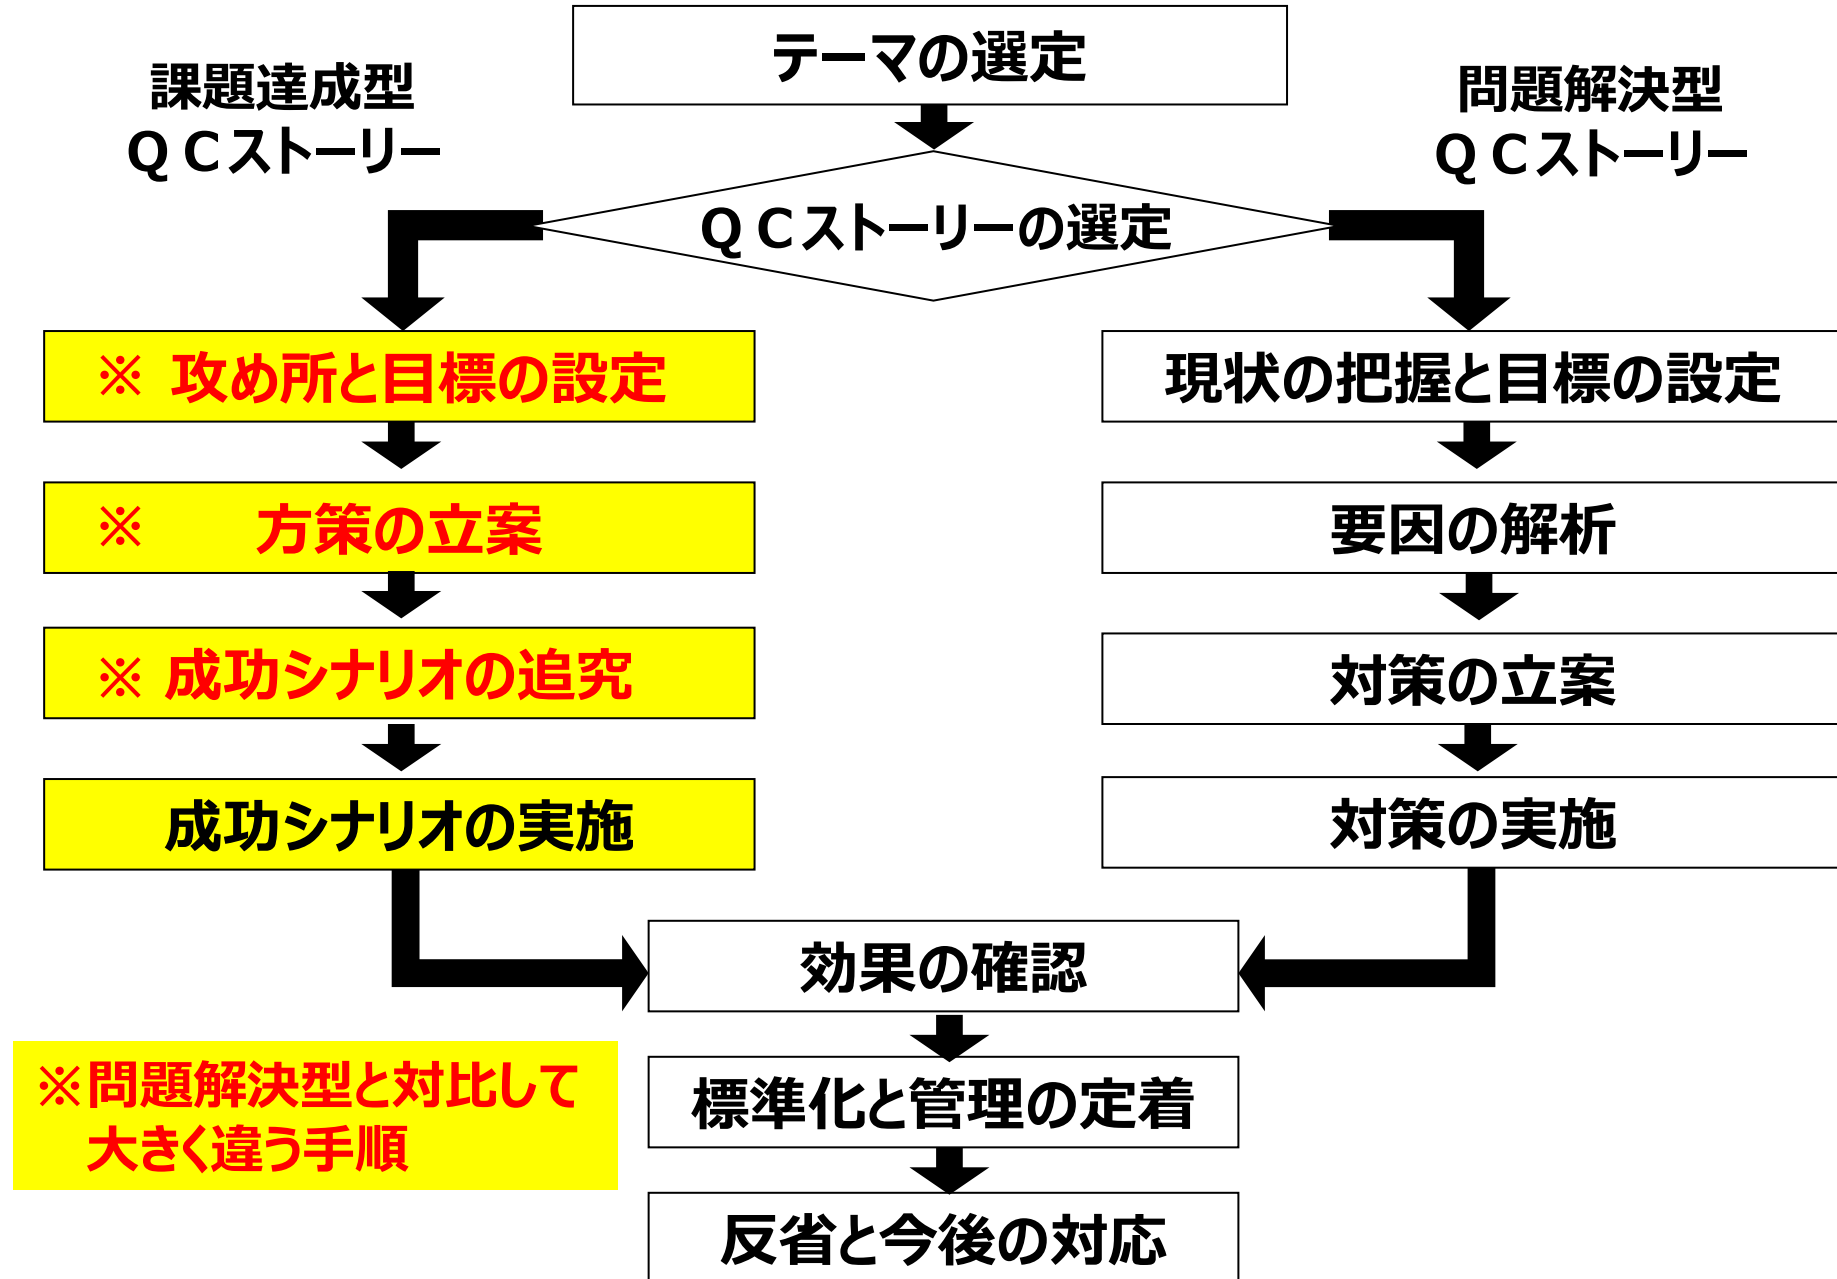 テーマの選定
課題達成型
ＱＣストーリー
問題解決型
ＱＣストーリー
ＱＣストーリーの選定
※ 攻め所と目標の設定
※ 方策の立案
※ 成功シナリオの追究
成功シナリオの実施
現状の把握と目標の設定
要因の解析
対策の立案
対策の実施
効果の確認
標準化と管理の定着
反省と今後の対応
※問題解決型と対比して
大きく違う手順